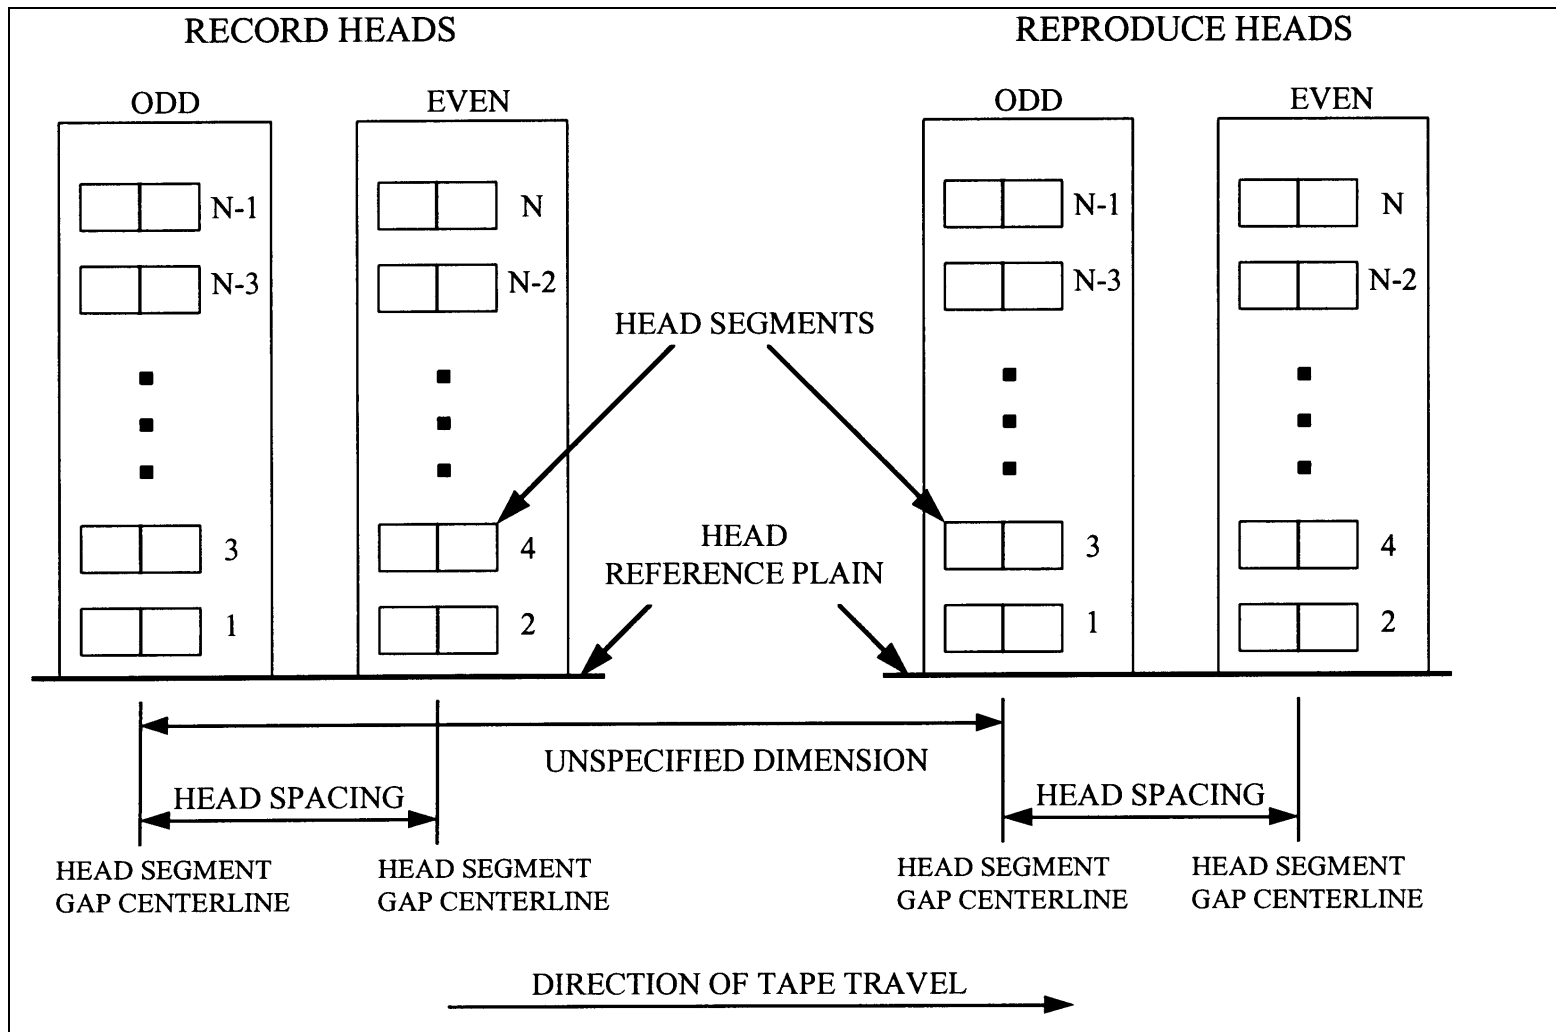 RECORD HEADS
REPRODUCE HEADS
ODD
EVEN
ODD
EVEN
N-1
N
N-1
N
N-3
N-2
N-3
N-2
HEAD SEGMENTS
3
4
HEAD
REFERENCE PLAIN
3
4
1
2
1
2
UNSPECIFIED DIMENSION
HEAD SPACING
HEAD SPACING
HEAD SEGMENT
GAP CENTERLINE
HEAD SEGMENT
GAP CENTERLINE
HEAD SEGMENT
GAP CENTERLINE
HEAD SEGMENT
GAP CENTERLINE
DIRECTION OF TAPE TRAVEL